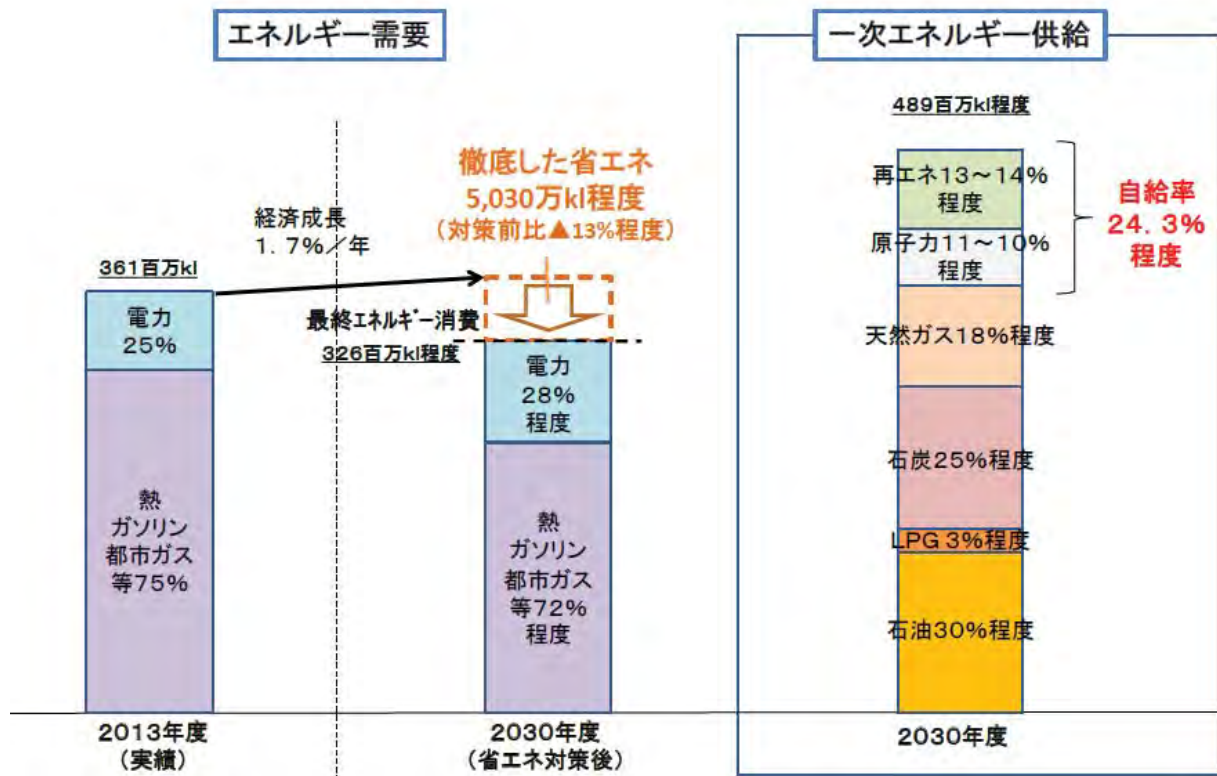 エネルギー需要
361百万kl
電力
25%
熱
ガソリン
都市ガス
等75%
2013年度
（実績）
経済成長
1．7%／年
徹底した省エネ
5,030万kl程度
（対策前比▲13%程度）
最終エネルギー消費
326百万kl程度
電力
28%
程度
熱
ガソリン
都市ガス
等72%
程度
2030年度
（省エネ対策後）
一次エネルギー供給
489百万kl程度
再エネ13～14%
程度
原子力11～10%
程度
天然ガス18%程度
石炭25%程度
LPG 3%程度
石油30%程度
自給率
24．3%
程度
2030年度